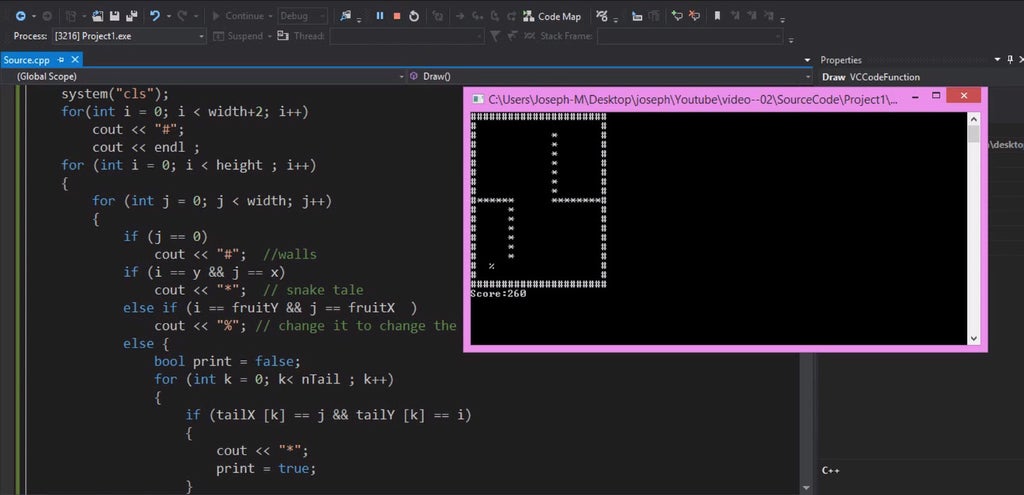 Continue Debug Code Map
Process: [3216] Project1.exe Suspend Thread: Stack Frame:
Source.cpp
Properties
(Global Scope) Draw()
Draw VCCodeFunction
system("cls");
for(int i = 0; i < width+2; i++)
cout << "#";
cout << endl ;
for (int i = 0; i < height ; i++)
{
for (int j = 0; j < width; j++)
{
if (j == 0)
cout << "#"; //walls
if (i == y && j == x)
cout << "*"; // snake tale
else if (i == fruitY && j == fruitX )
cout << "%"; // change it to change the
else {
bool print = false;
for (int k = 0; k< nTail ; k++)
{
if (tailX [k] == j && tailY [k] == i)
{
cout << "*";
print = true;
}
C:\Users\Joseph-M\Desktop\joseph\Youtube\video--02\SourceCode\Project1\...
Score:260
\desktop
C++